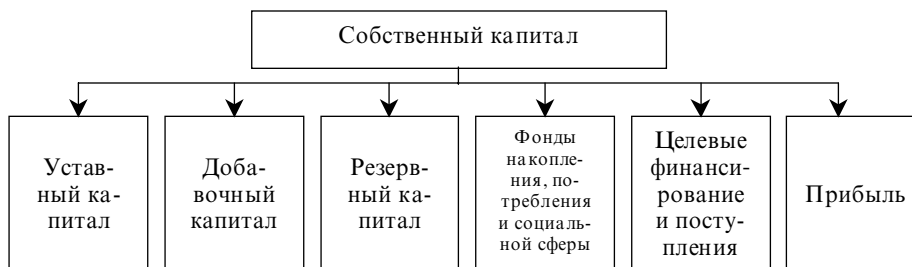 Собственный капитал
Устав-
ный ка-
питал
Доба-
вочный
капитал
Резерв-
ный ка-
питал
Фонды
накопле-
ния, по-
требления
и социаль-
ной сферы
Целевые
финанси-
рование
и посту-
пления
Прибыль